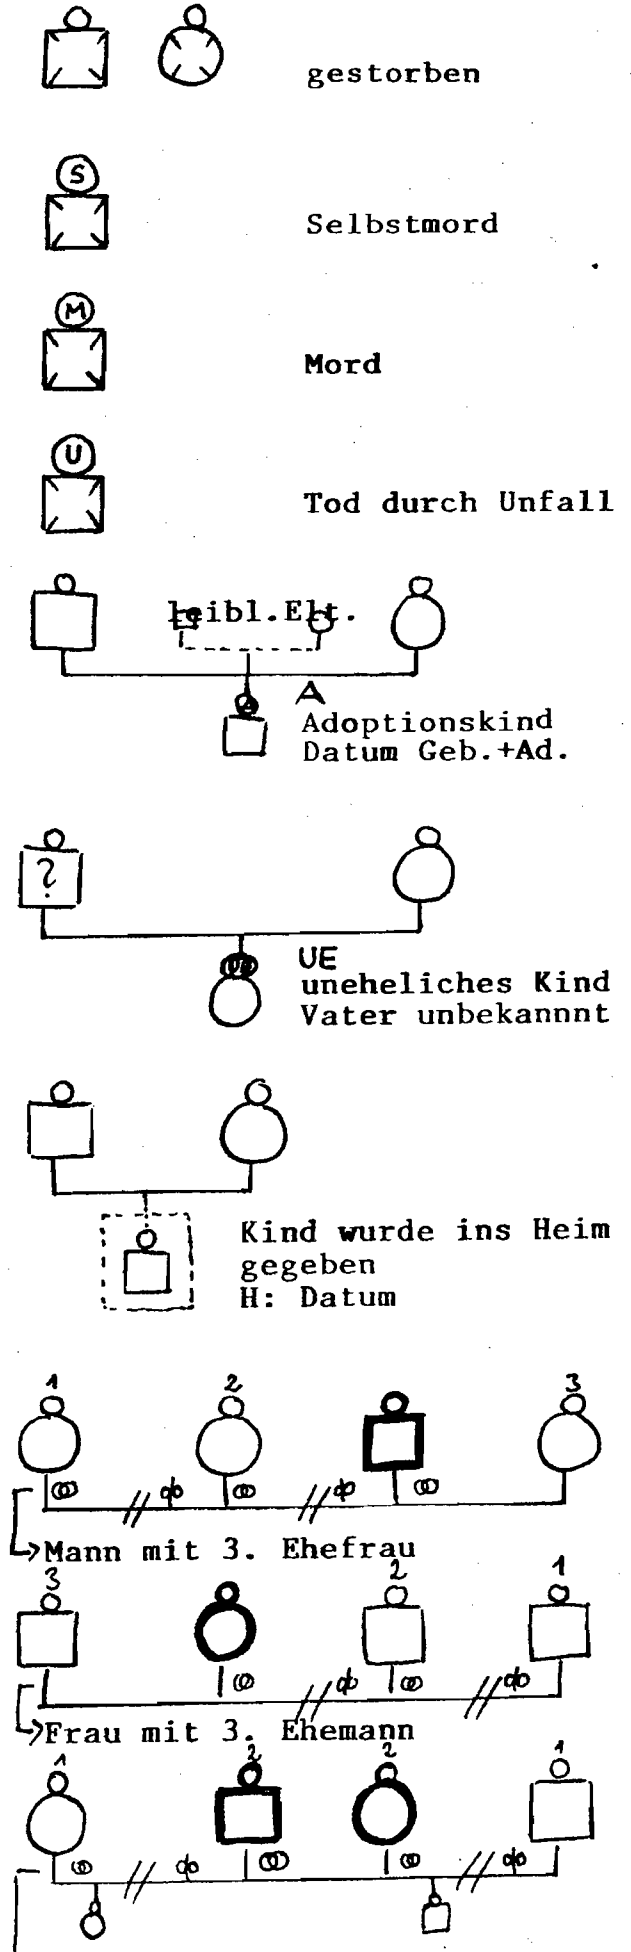 gestorben
S
Selbstmord
M
Mord
U
Tod durch Unfall
leibl.Elt.
A
Adoptionskind
Datum Geb.+Ad.
?
UE
uneheliches Kind
Vater unbekannnt
Kind wurde ins Heim
gegeben
H: Datum
1 2 3
Mann mit 3. Ehefrau
3 2 1
Frau mit 3. Ehemann
1 2 2 1